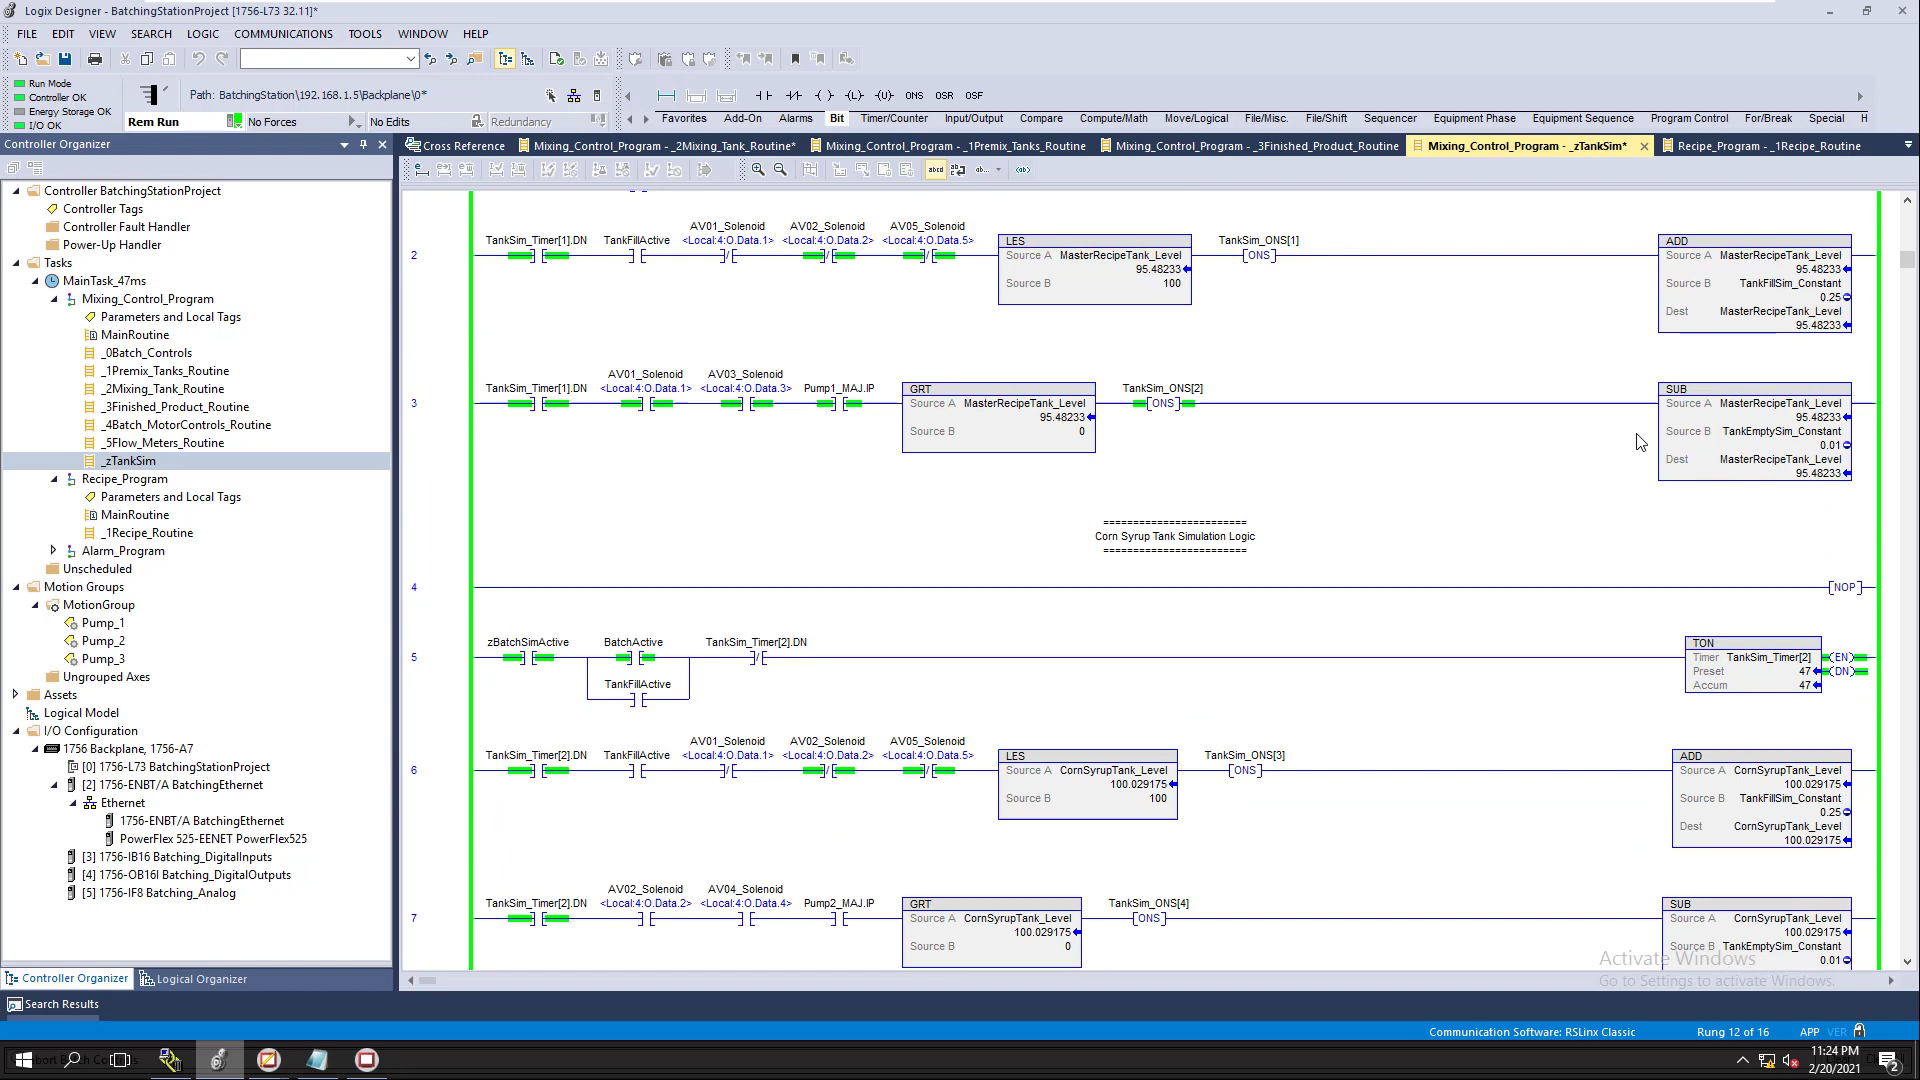 Logix Designer - BatchingStationProject [1756-L73 32.11]*
FILE EDIT VIEW SEARCH LOGIC COMMUNICATIONS TOOLS WINDOW HELP
Run Mode
Controller OK
Energy Storage OK
I/O OK
Path: BatchingStation\192.168.1.5\Backplane\0*
Rem Run No Forces No Edits Redundancy
ONS OSR OSF
Favorites Add-On Alarms Bit Timer/Counter Input/Output Compare Compute/Math Move/Logical File/Misc. File/Shift Sequencer Equipment Phase Equipment Sequence Program Control For/Break Special H
Controller Organizer
Cross Reference Mixing_Control_Program - _2Mixing_Tank_Routine* Mixing_Control_Program - _1Premix_Tanks_Routine Mixing_Control_Program - _3Finished_Product_Routine Mixing_Control_Program - _zTankSim* Recipe_Program - _1Recipe_Routine
Controller BatchingStationProject
Controller Tags
Controller Fault Handler
Power-Up Handler
Tasks
MainTask_47ms
Mixing_Control_Program
Parameters and Local Tags
MainRoutine
_0Batch_Controls
_1Premix_Tanks_Routine
_2Mixing_Tank_Routine
_3Finished_Product_Routine
_4Batch_MotorControls_Routine
_5Flow_Meters_Routine
_zTankSim
Recipe_Program
Parameters and Local Tags
MainRoutine
_1Recipe_Routine
Alarm_Program
Unscheduled
Motion Groups
MotionGroup
Pump_1
Pump_2
Pump_3
Ungrouped Axes
Assets
Logical Model
I/O Configuration
1756 Backplane, 1756-A7
[0] 1756-L73 BatchingStationProject
[2] 1756-ENBT/A BatchingEthernet
Ethernet
1756-ENBT/A BatchingEthernet
PowerFlex 525-EENET PowerFlex525
[3] 1756-IB16 Batching_DigitalInputs
[4] 1756-OB16I Batching_DigitalOutputs
[5] 1756-IF8 Batching_Analog
Controller Organizer Logical Organizer
Search Results
AV01_Solenoid AV02_Solenoid AV05_Solenoid
TankSim_Timer[1].DN TankFillActive <Local:4:O.Data.1> <Local:4:O.Data.2> <Local:4:O.Data.5> LES TankSim_ONS[1] ADD
2 Source A MasterRecipeTank_Level ONS Source A MasterRecipeTank_Level
95.48233 95.48233
Source B 100 Source B TankFillSim_Constant
0.25
Dest MasterRecipeTank_Level
95.48233
AV01_Solenoid AV03_Solenoid
TankSim_Timer[1].DN <Local:4:O.Data.1> <Local:4:O.Data.3> Pump1_MAJ.IP GRT TankSim_ONS[2] SUB
3 Source A MasterRecipeTank_Level ONS Source A MasterRecipeTank_Level
95.48233 95.48233
Source B 0 Source B TankEmptySim_Constant
0.01
Dest MasterRecipeTank_Level
95.48233
========================
Corn Syrup Tank Simulation Logic
========================
4 NOP
zBatchSimActive BatchActive TankSim_Timer[2].DN TON
5 Timer TankSim_Timer[2] EN
Preset 47 DN
TankFillActive Accum 47
AV01_Solenoid AV02_Solenoid AV05_Solenoid
TankSim_Timer[2].DN TankFillActive <Local:4:O.Data.1> <Local:4:O.Data.2> <Local:4:O.Data.5> LES TankSim_ONS[3] ADD
6 Source A CornSyrupTank_Level ONS Source A CornSyrupTank_Level
100.029175 100.029175
Source B 100 Source B TankFillSim_Constant
0.25
Dest CornSyrupTank_Level
100.029175
AV02_Solenoid AV04_Solenoid
TankSim_Timer[2].DN <Local:4:O.Data.2> <Local:4:O.Data.4> Pump2_MAJ.IP GRT TankSim_ONS[4] SUB
7 Source A CornSyrupTank_Level ONS Source A CornSyrupTank_Level
100.029175 100.029175
Source B 0 Source B TankEmptySim_Constant
0.01
Activate Windows
Go to Settings to activate Windows.
Communication Software: RSLinx Classic Rung 12 of 16 APP VER
11:24 PM
2/20/2021
2